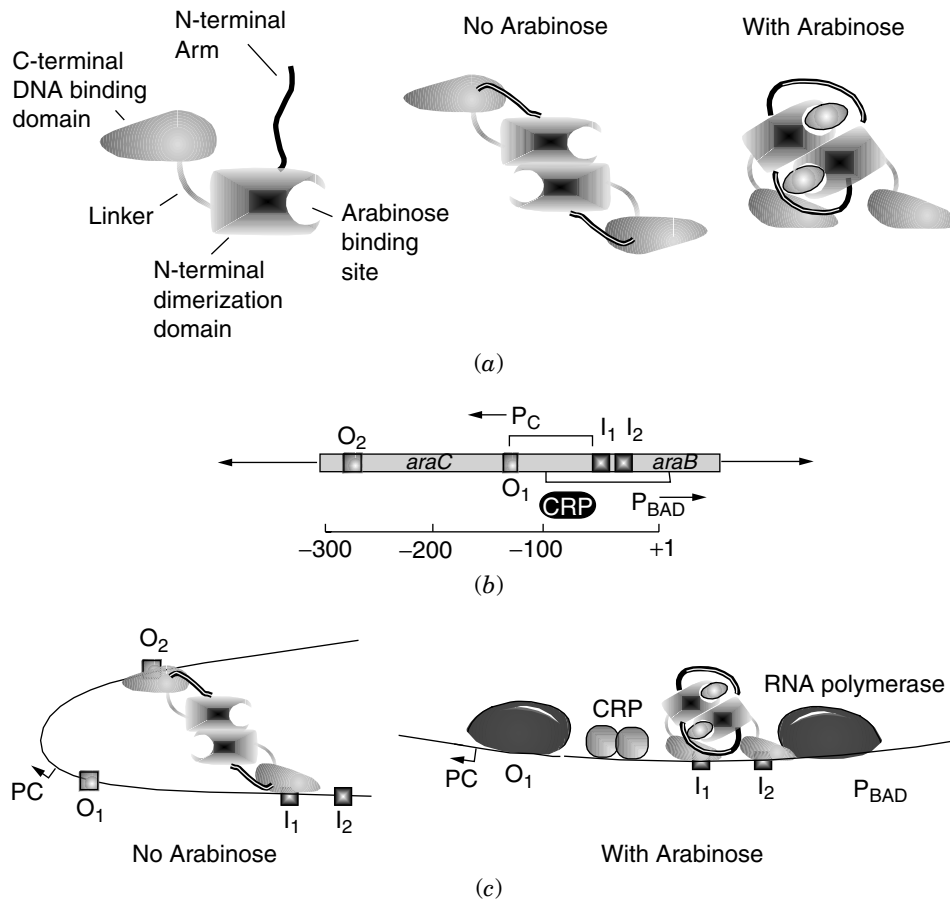 N-terminal
Arm
C-terminal
DNA binding
domain
Linker
N-terminal
dimerization
domain
Arabinose
binding
site
No Arabinose
With Arabinose
(a)
P_C
I_1 I_2
O_2
araC
araB
O_1
CRP
P_BAD
−300 −200 −100 +1
(b)
O_2
PC
O_1
I_1
I_2
No Arabinose
CRP
RNA polymerase
PC
O_1
I_1
I_2
P_BAD
With Arabinose
(c)